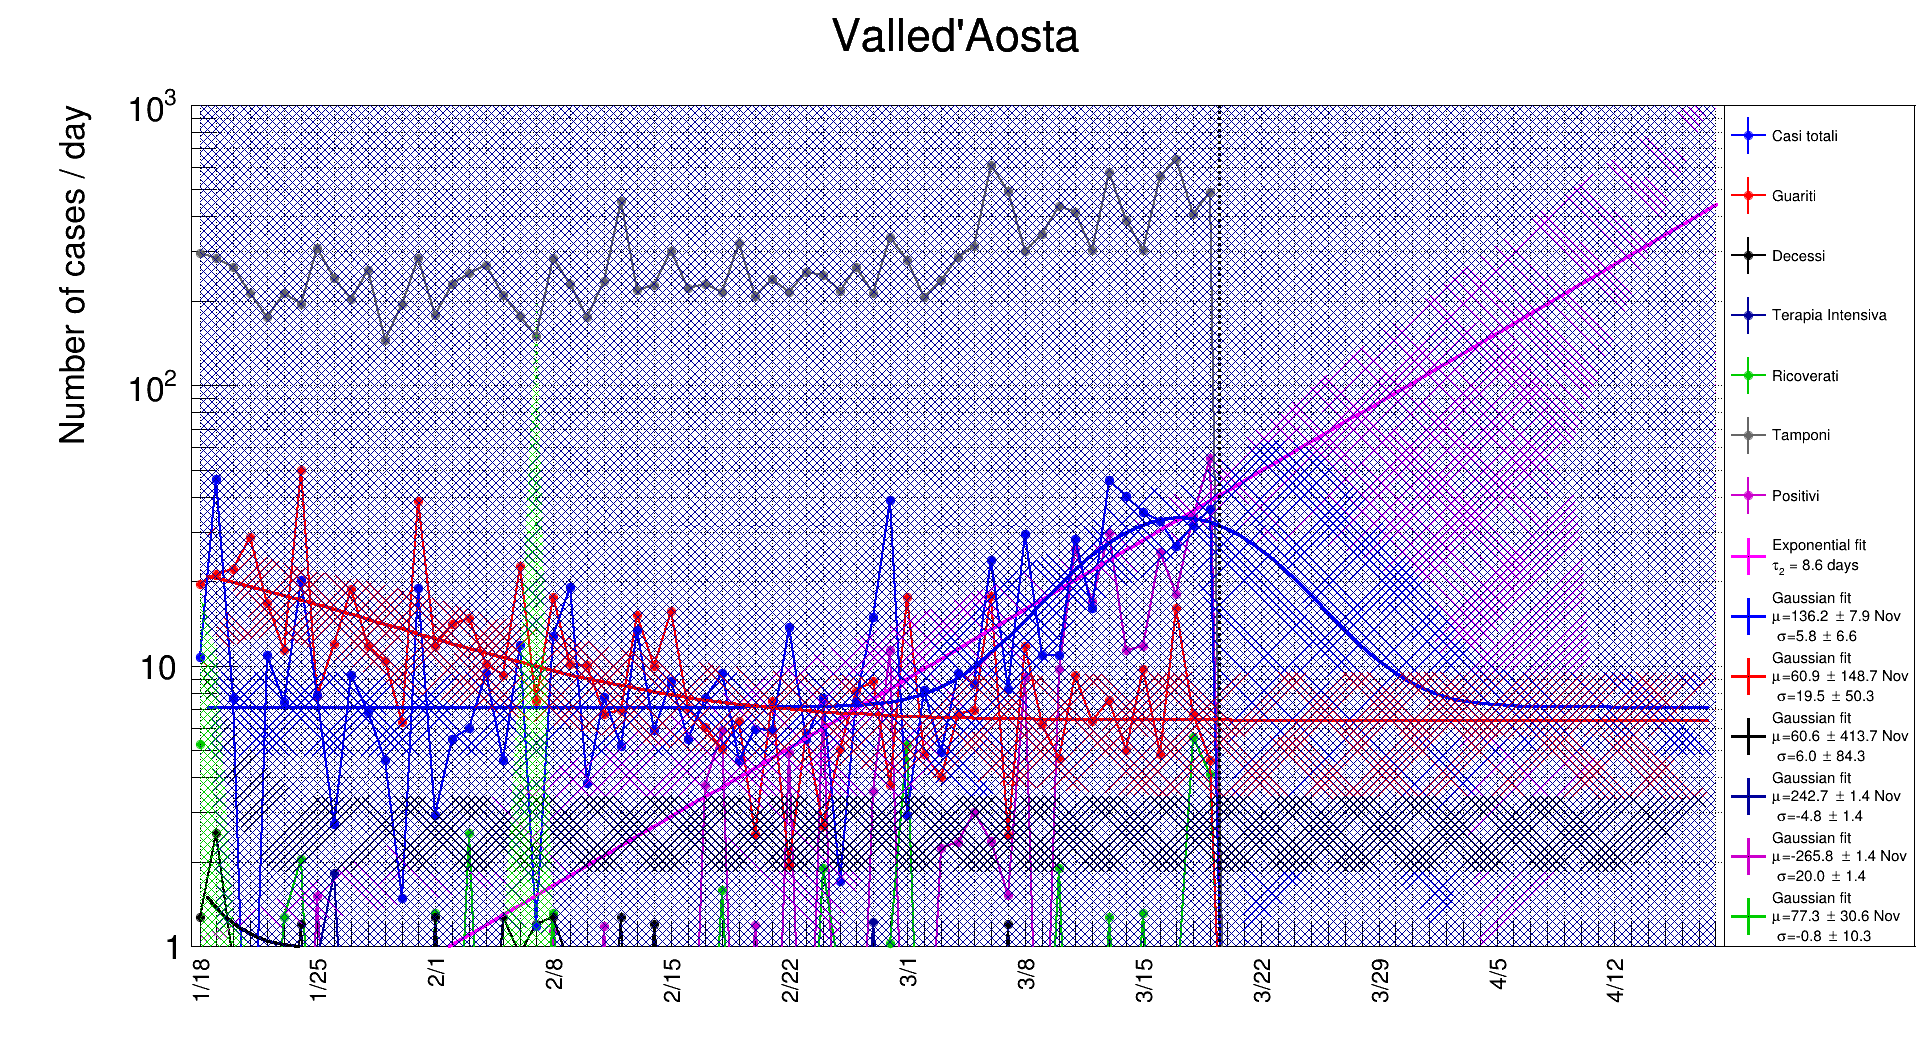 Valled'Aosta
Number of cases / day
10³
10²
10
1
1/18
1/25
2/1
2/8
2/15
2/22
3/1
3/8
3/15
3/22
3/29
4/5
4/12
Casi totali
Guariti
Decessi
Terapia Intensiva
Ricoverati
Tamponi
Positivi
Exponential fit
τ₂ = 8.6 days
Gaussian fit
μ=136.2 ± 7.9 Nov
σ=5.8 ± 6.6
Gaussian fit
μ=60.9 ± 148.7 Nov
σ=19.5 ± 50.3
Gaussian fit
μ=60.6 ± 413.7 Nov
σ=6.0 ± 84.3
Gaussian fit
μ=242.7 ± 1.4 Nov
σ=-4.8 ± 1.4
Gaussian fit
μ=-265.8 ± 1.4 Nov
σ=20.0 ± 1.4
Gaussian fit
μ=77.3 ± 30.6 Nov
σ=-0.8 ± 10.3